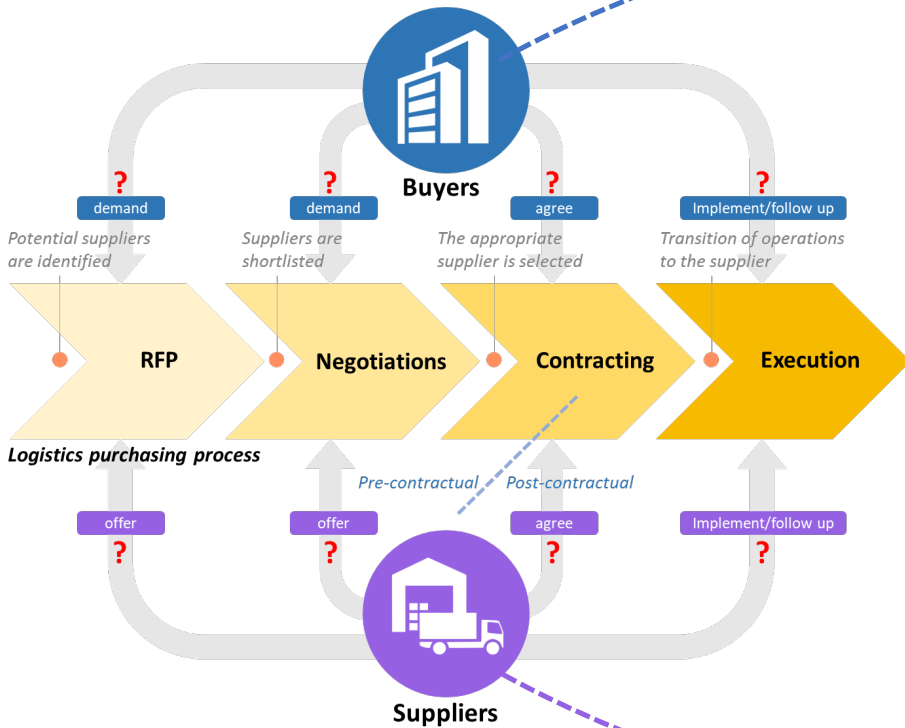 Buyers
?
?
?
?
demand
demand
agree
Implement/follow up
Potential suppliers
are identified
Suppliers are
shortlisted
The appropriate
supplier is selected
Transition of operations
to the supplier
RFP
Negotiations
Contracting
Execution
Logistics purchasing process
Pre-contractual
Post-contractual
offer
offer
agree
Implement/follow up
?
?
?
?
Suppliers